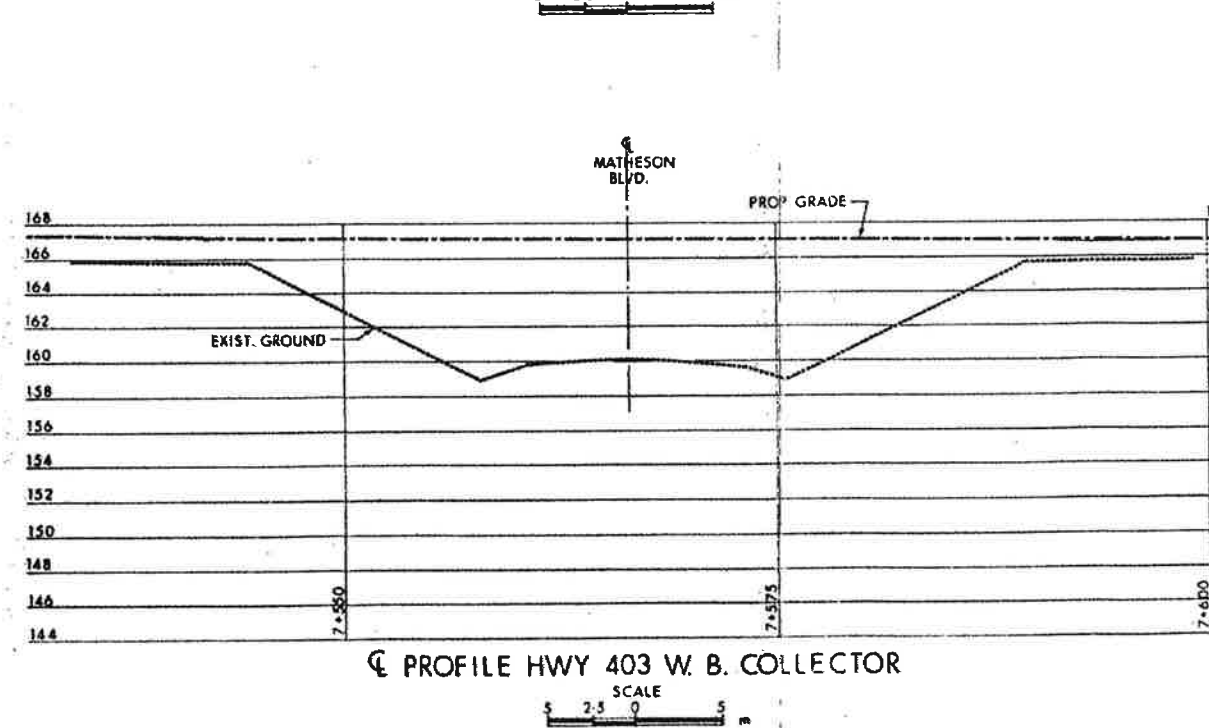 ℄
MATHESON
BLVD.
PROP GRADE
168
166
164
162
EXIST. GROUND
160
158
156
154
152
150
148
146
144
7+550
7+575
7+600
℄ PROFILE HWY 403 W. B. COLLECTOR
SCALE
5 2·5 0 5 m